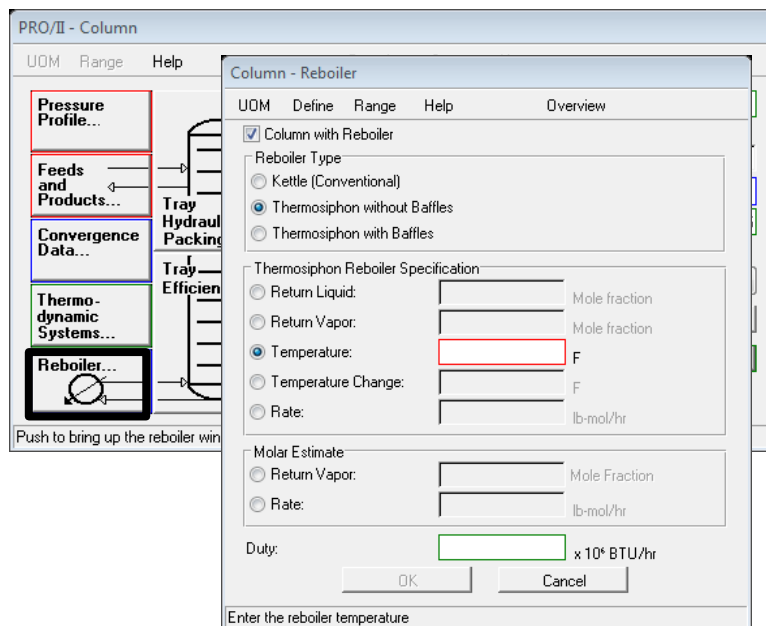 PRO/II - Column
UOM Range Help
Pressure
Profile...
Feeds
and
Products...
Convergence
Data...
Thermo-
dynamic
Systems...
Reboiler...
Tray
Hydraul
Packing
Tray
Efficien
Push to bring up the reboiler win
Column - Reboiler
UOM Define Range Help Overview
Column with Reboiler
Reboiler Type
Kettle (Conventional)
Thermosiphon without Baffles
Thermosiphon with Baffles
Thermosiphon Reboiler Specification
Return Liquid: Mole fraction
Return Vapor: Mole fraction
Temperature: F
Temperature Change: F
Rate: lb-mol/hr
Molar Estimate
Return Vapor: Mole Fraction
Rate: lb-mol/hr
Duty: x 10⁶ BTU/hr
OK Cancel
Enter the reboiler temperature